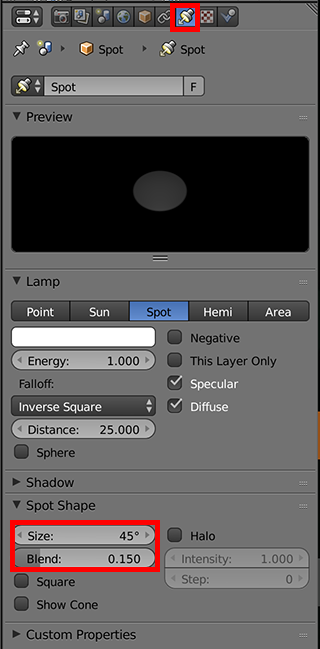 Spot Spot
Spot F
Preview
Lamp
Point Sun Spot Hemi Area
Negative
Energy: 1.000 This Layer Only
Falloff: Specular
Inverse Square Diffuse
Distance: 25.000
Sphere
Shadow
Spot Shape
Size: 45° Halo
Blend: 0.150 Intensity: 1.000
Square Step: 0
Show Cone
Custom Properties